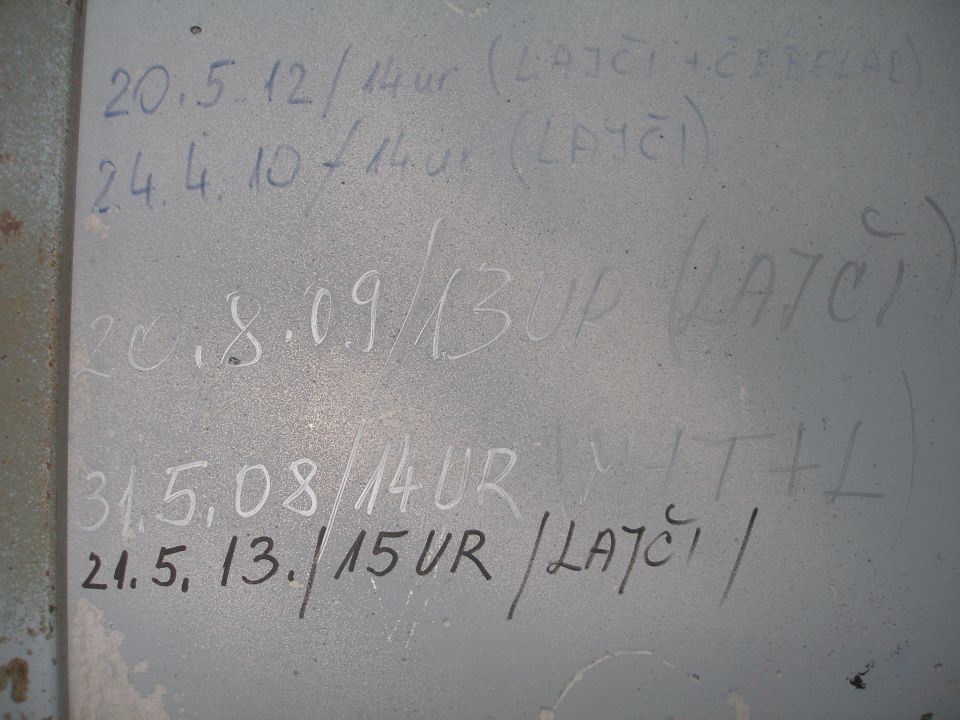 20.5.12/14ur (LAJČI + ČEBELAR)
24.4.10/14ur (LAJČI)
20.8.09/13UR (LAJČI)
31.5.08/14UR (M+T+L)
21.5.13./15UR/LAJČI/